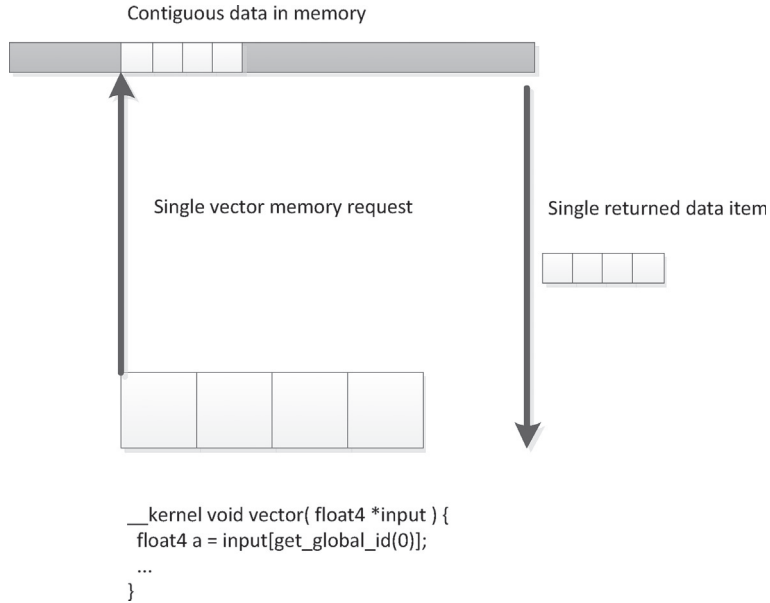 Contiguous data in memory
Single vector memory request
Single returned data item
__kernel void vector( float4 *input ) {
float4 a = input[get_global_id(0)];
...
}